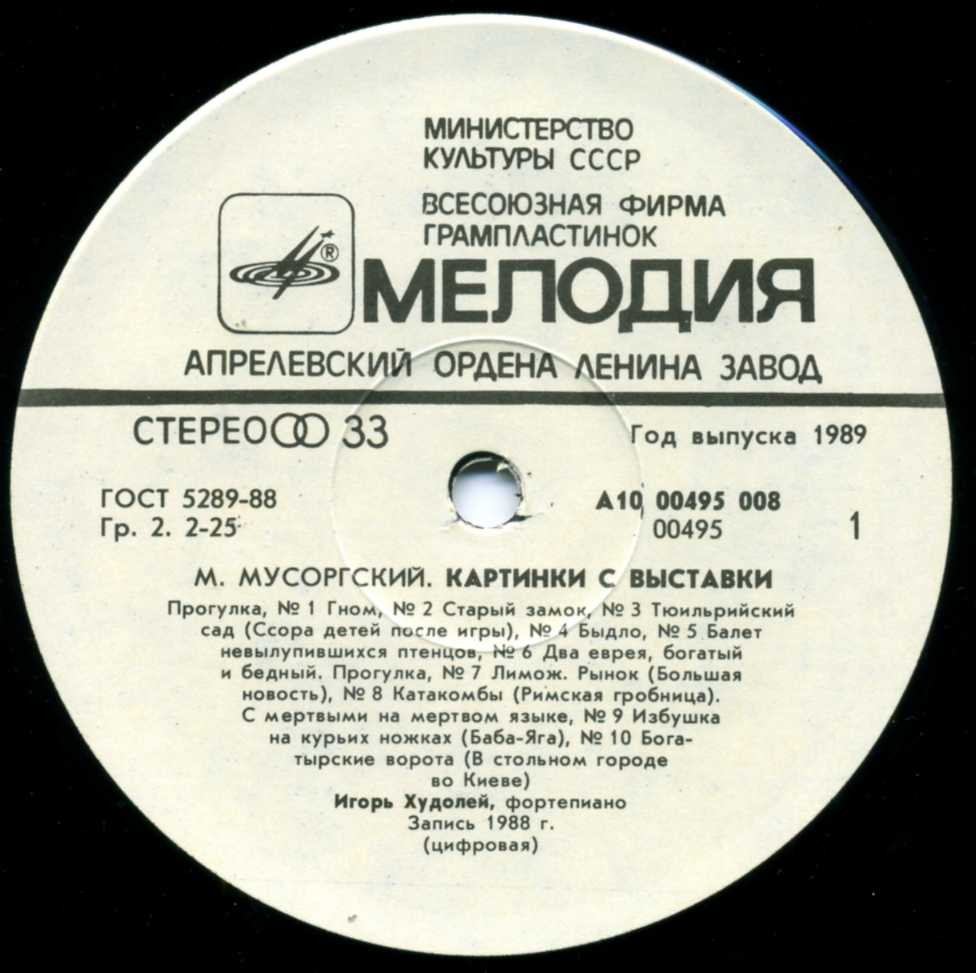 МИНИСТЕРСТВО
КУЛЬТУРЫ СССР
ВСЕСОЮЗНАЯ ФИРМА
ГРАМПЛАСТИНОК
®
МЕЛОДИЯ
АПРЕЛЕВСКИЙ ОРДЕНА ЛЕНИНА ЗАВОД
СТЕРЕО 33
Год выпуска 1989
ГОСТ 5289-88
Гр. 2. 2-25
А10 00495 008
00495
1
М. МУСОРГСКИЙ. КАРТИНКИ С ВЫСТАВКИ
Прогулка, № 1 Гном, № 2 Старый замок, № 3 Тюильрийский
сад (Ссора детей после игры), № 4 Быдло, № 5 Балет
невылупившихся птенцов, № 6 Два еврея, богатый
и бедный. Прогулка, № 7 Лимож. Рынок (Большая
новость), № 8 Катакомбы (Римская гробница).
С мертвыми на мертвом языке, № 9 Избушка
на курьих ножках (Баба-Яга), № 10 Бога-
тырские ворота (В стольном городе
во Киеве)
Игорь Худолей, фортепиано
Запись 1988 г.
(цифровая)